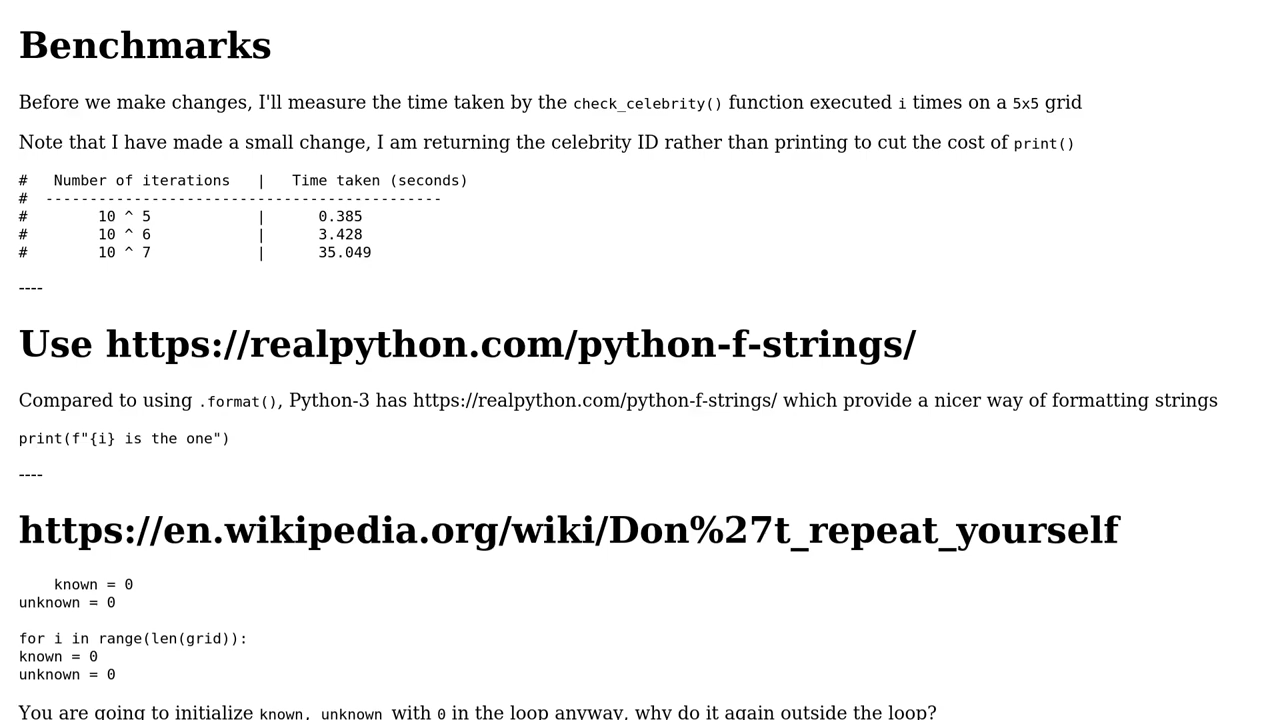 Benchmarks
Before we make changes, I'll measure the time taken by the check_celebrity() function executed i times on a 5x5 grid
Note that I have made a small change, I am returning the celebrity ID rather than printing to cut the cost of print()
#   Number of iterations   |   Time taken (seconds)
#  ---------------------------------------------
#        10 ^ 5            |      0.385
#        10 ^ 6            |      3.428
#        10 ^ 7            |      35.049
----
Use https://realpython.com/python-f-strings/
Compared to using .format(), Python-3 has https://realpython.com/python-f-strings/ which provide a nicer way of formatting strings
print(f"{i} is the one")
----
https://en.wikipedia.org/wiki/Don%27t_repeat_yourself
    known = 0
unknown = 0
for i in range(len(grid)):
known = 0
unknown = 0
You are going to initialize known, unknown with 0 in the loop anyway, why do it again outside the loop?